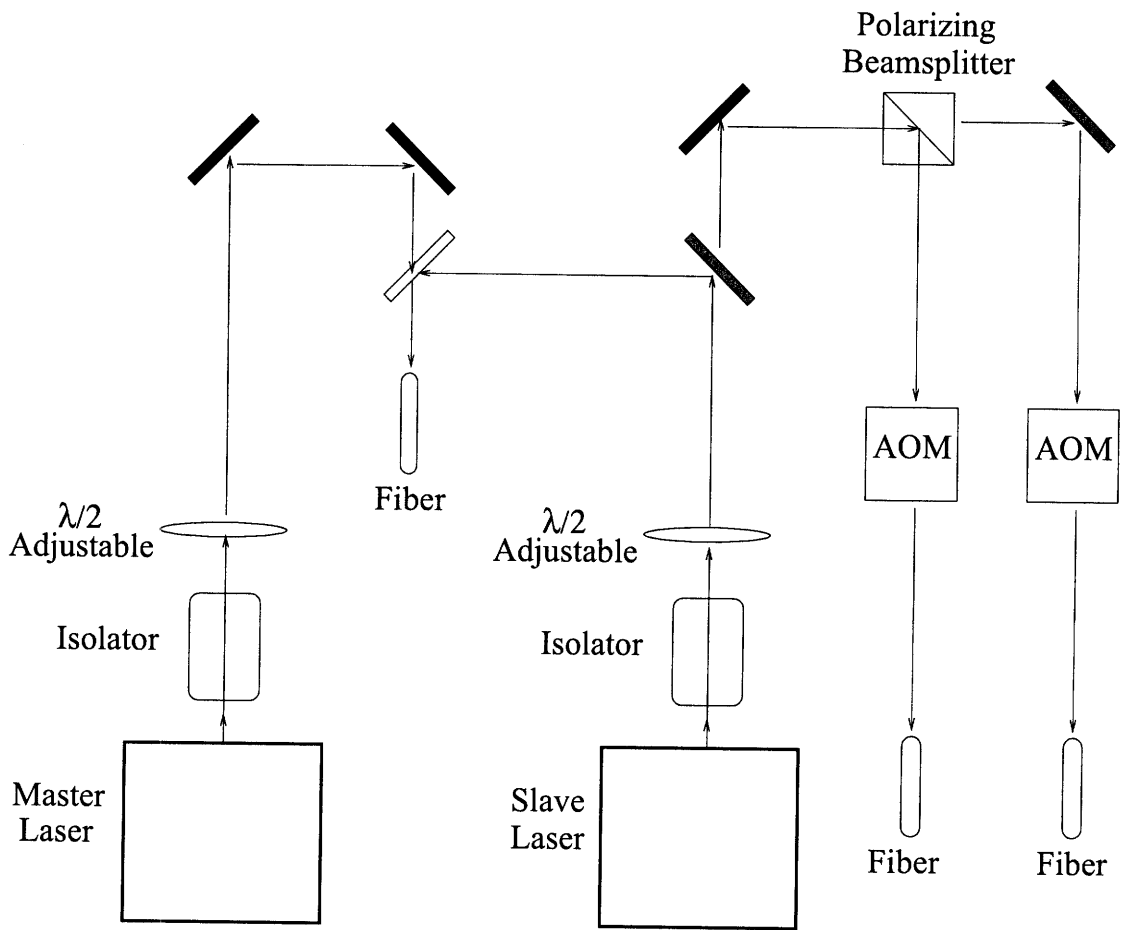 Polarizing
Beamsplitter
AOM
AOM
Fiber
λ/2
Adjustable
λ/2
Adjustable
Isolator
Isolator
Master
Laser
Slave
Laser
Fiber
Fiber